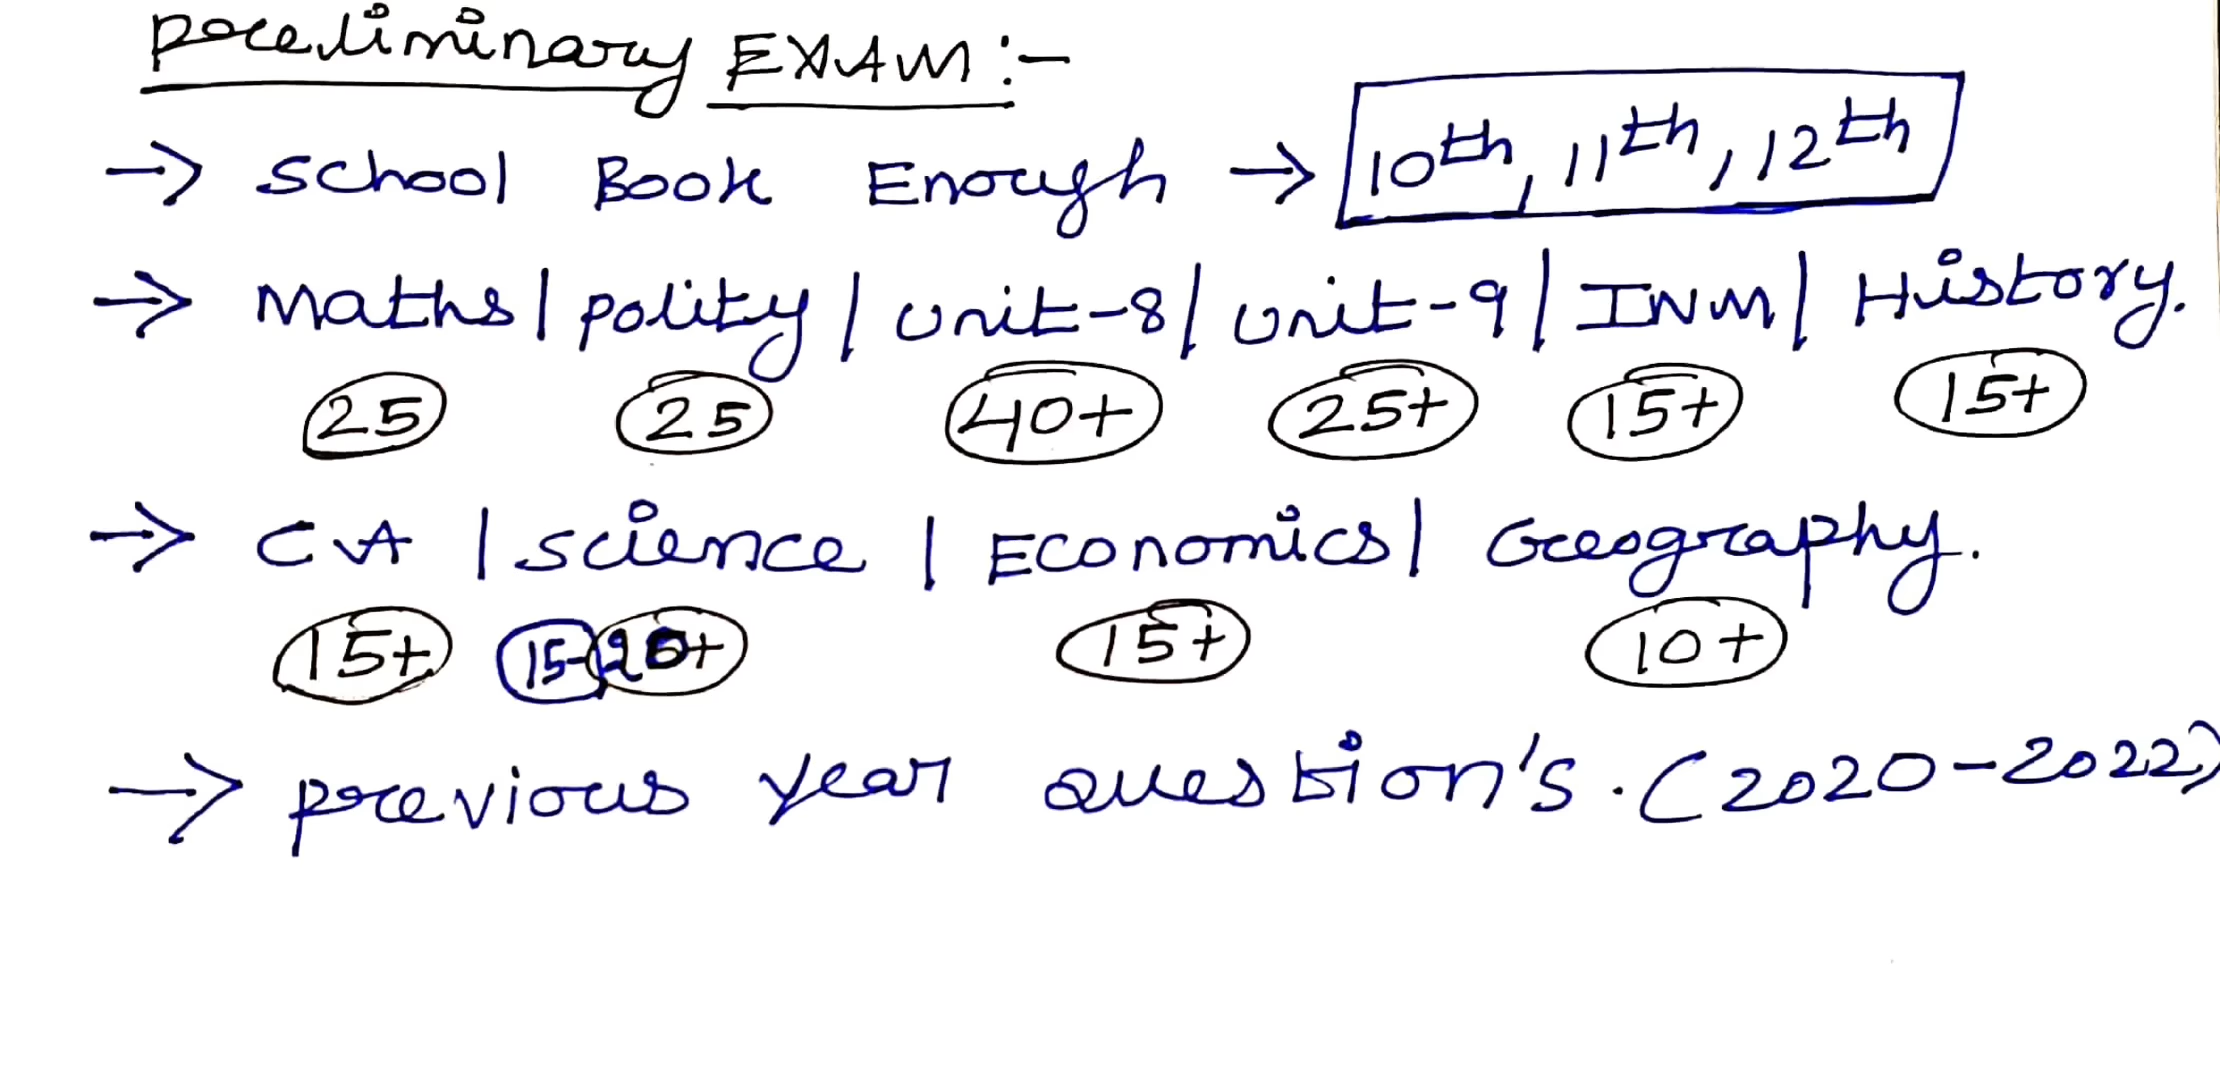 Preliminary EXAM :-
→ School Book Enough → 10th, 11th, 12th
→ Maths | polity | unit-8 | unit-9 | INM | History.
25 25 40+ 25+ 15+ 15+
→ CA | science | Economics | Geography.
15+ 15-20+ 15+ 10+
→ previous year question's. (2020-2022)